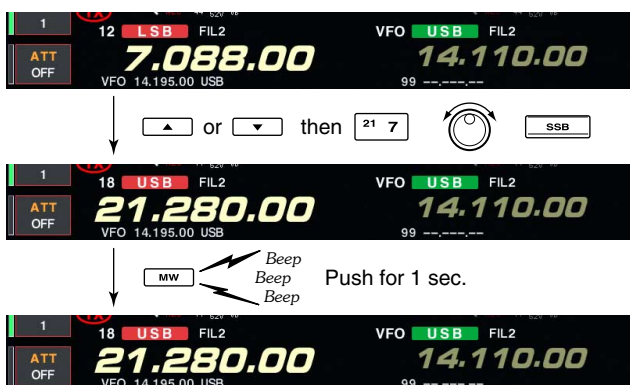 1 12 LSB FIL2 VFO USB FIL2
ATT OFF 7.088.00 14.110.00
VFO 14.195.00 USB 99 --.---.--
▲ or ▼ then 21 7 SSB
1 18 USB FIL2 VFO USB FIL2
ATT OFF 21.280.00 14.110.00
VFO 14.195.00 USB 99 --.---.--
Beep
MW Beep Push for 1 sec.
Beep
1 18 USB FIL2 VFO USB FIL2
ATT OFF 21.280.00 14.110.00
VFO 14.195.00 USB 99 --.---.--